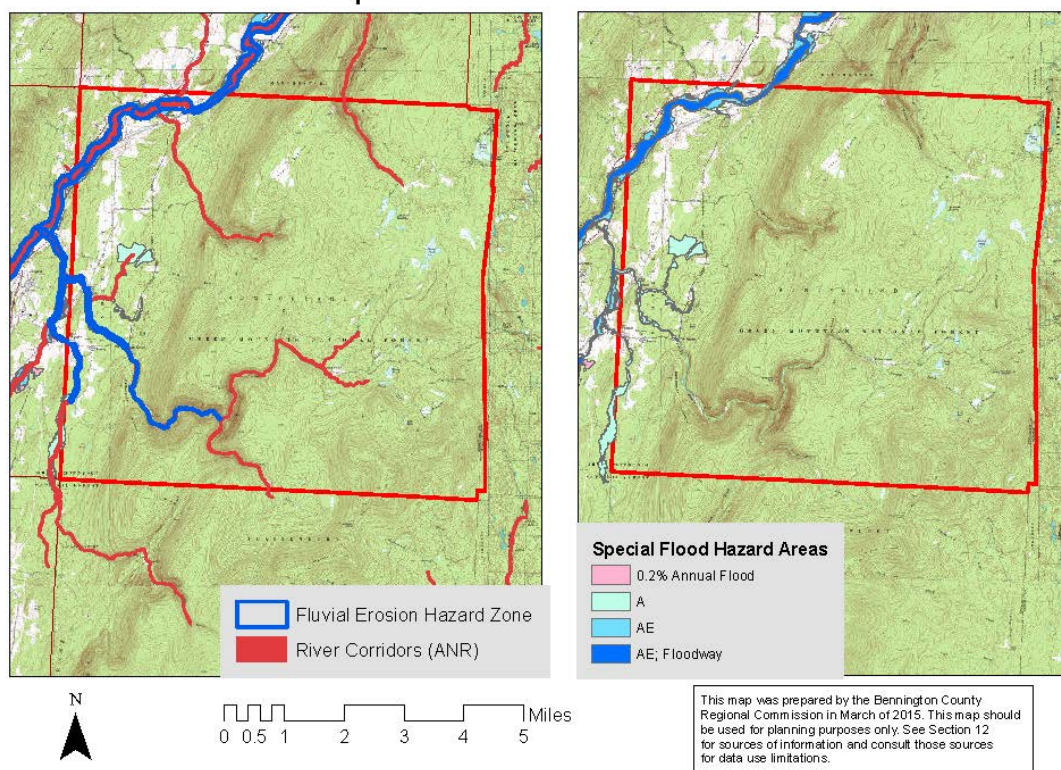 Fluvial Erosion Hazard Zone
River Corridors (ANR)
Special Flood Hazard Areas
0.2% Annual Flood
A
AE
AE; Floodway
N
Miles
0 0.5 1 2 3 4 5
This map was prepared by the Bennington County
Regional Commission in March of 2015. This map should
be used for planning purposes only. See Section 12
for sources of information and consult those sources
for data use limitations.